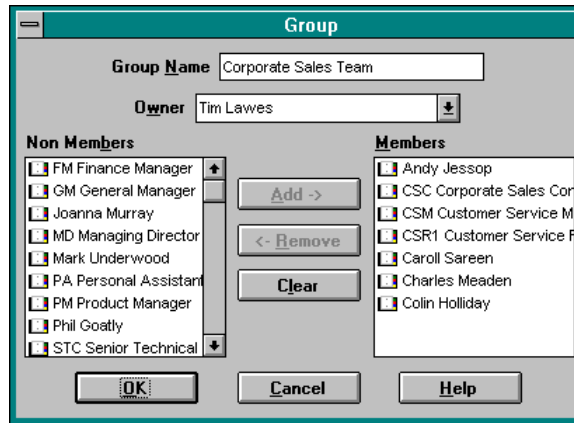 Group
Group Name Corporate Sales Team
Owner Tim Lawes
Non Members
FM Finance Manager
GM General Manager
Joanna Murray
MD Managing Director
Mark Underwood
PA Personal Assistant
PM Product Manager
Phil Goatly
STC Senior Technical
Add ->
<- Remove
Clear
Members
Andy Jessop
CSC Corporate Sales Con
CSM Customer Service M
CSR1 Customer Service
Caroll Sareen
Charles Meaden
Colin Holliday
OK
Cancel
Help